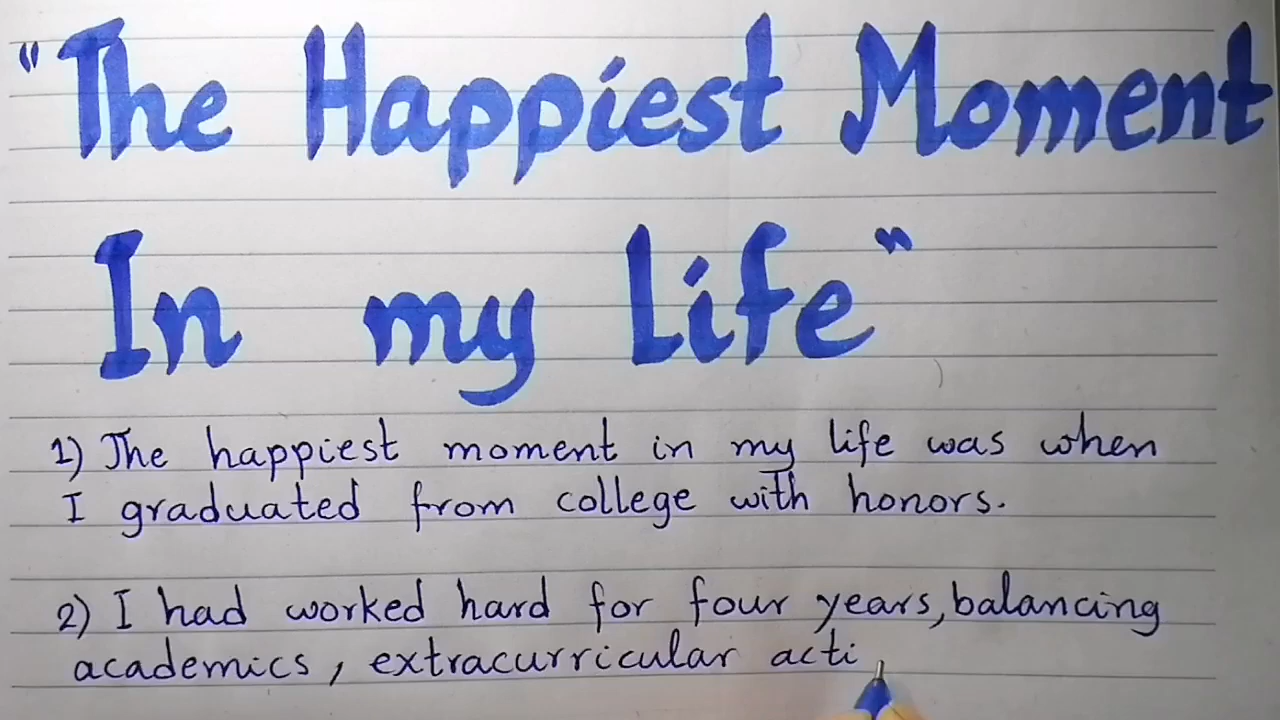 "The Happiest Moment
In my Life"
1) The happiest moment in my life was when
I graduated from college with honors.
2) I had worked hard for four years, balancing
academics, extracurricular acti